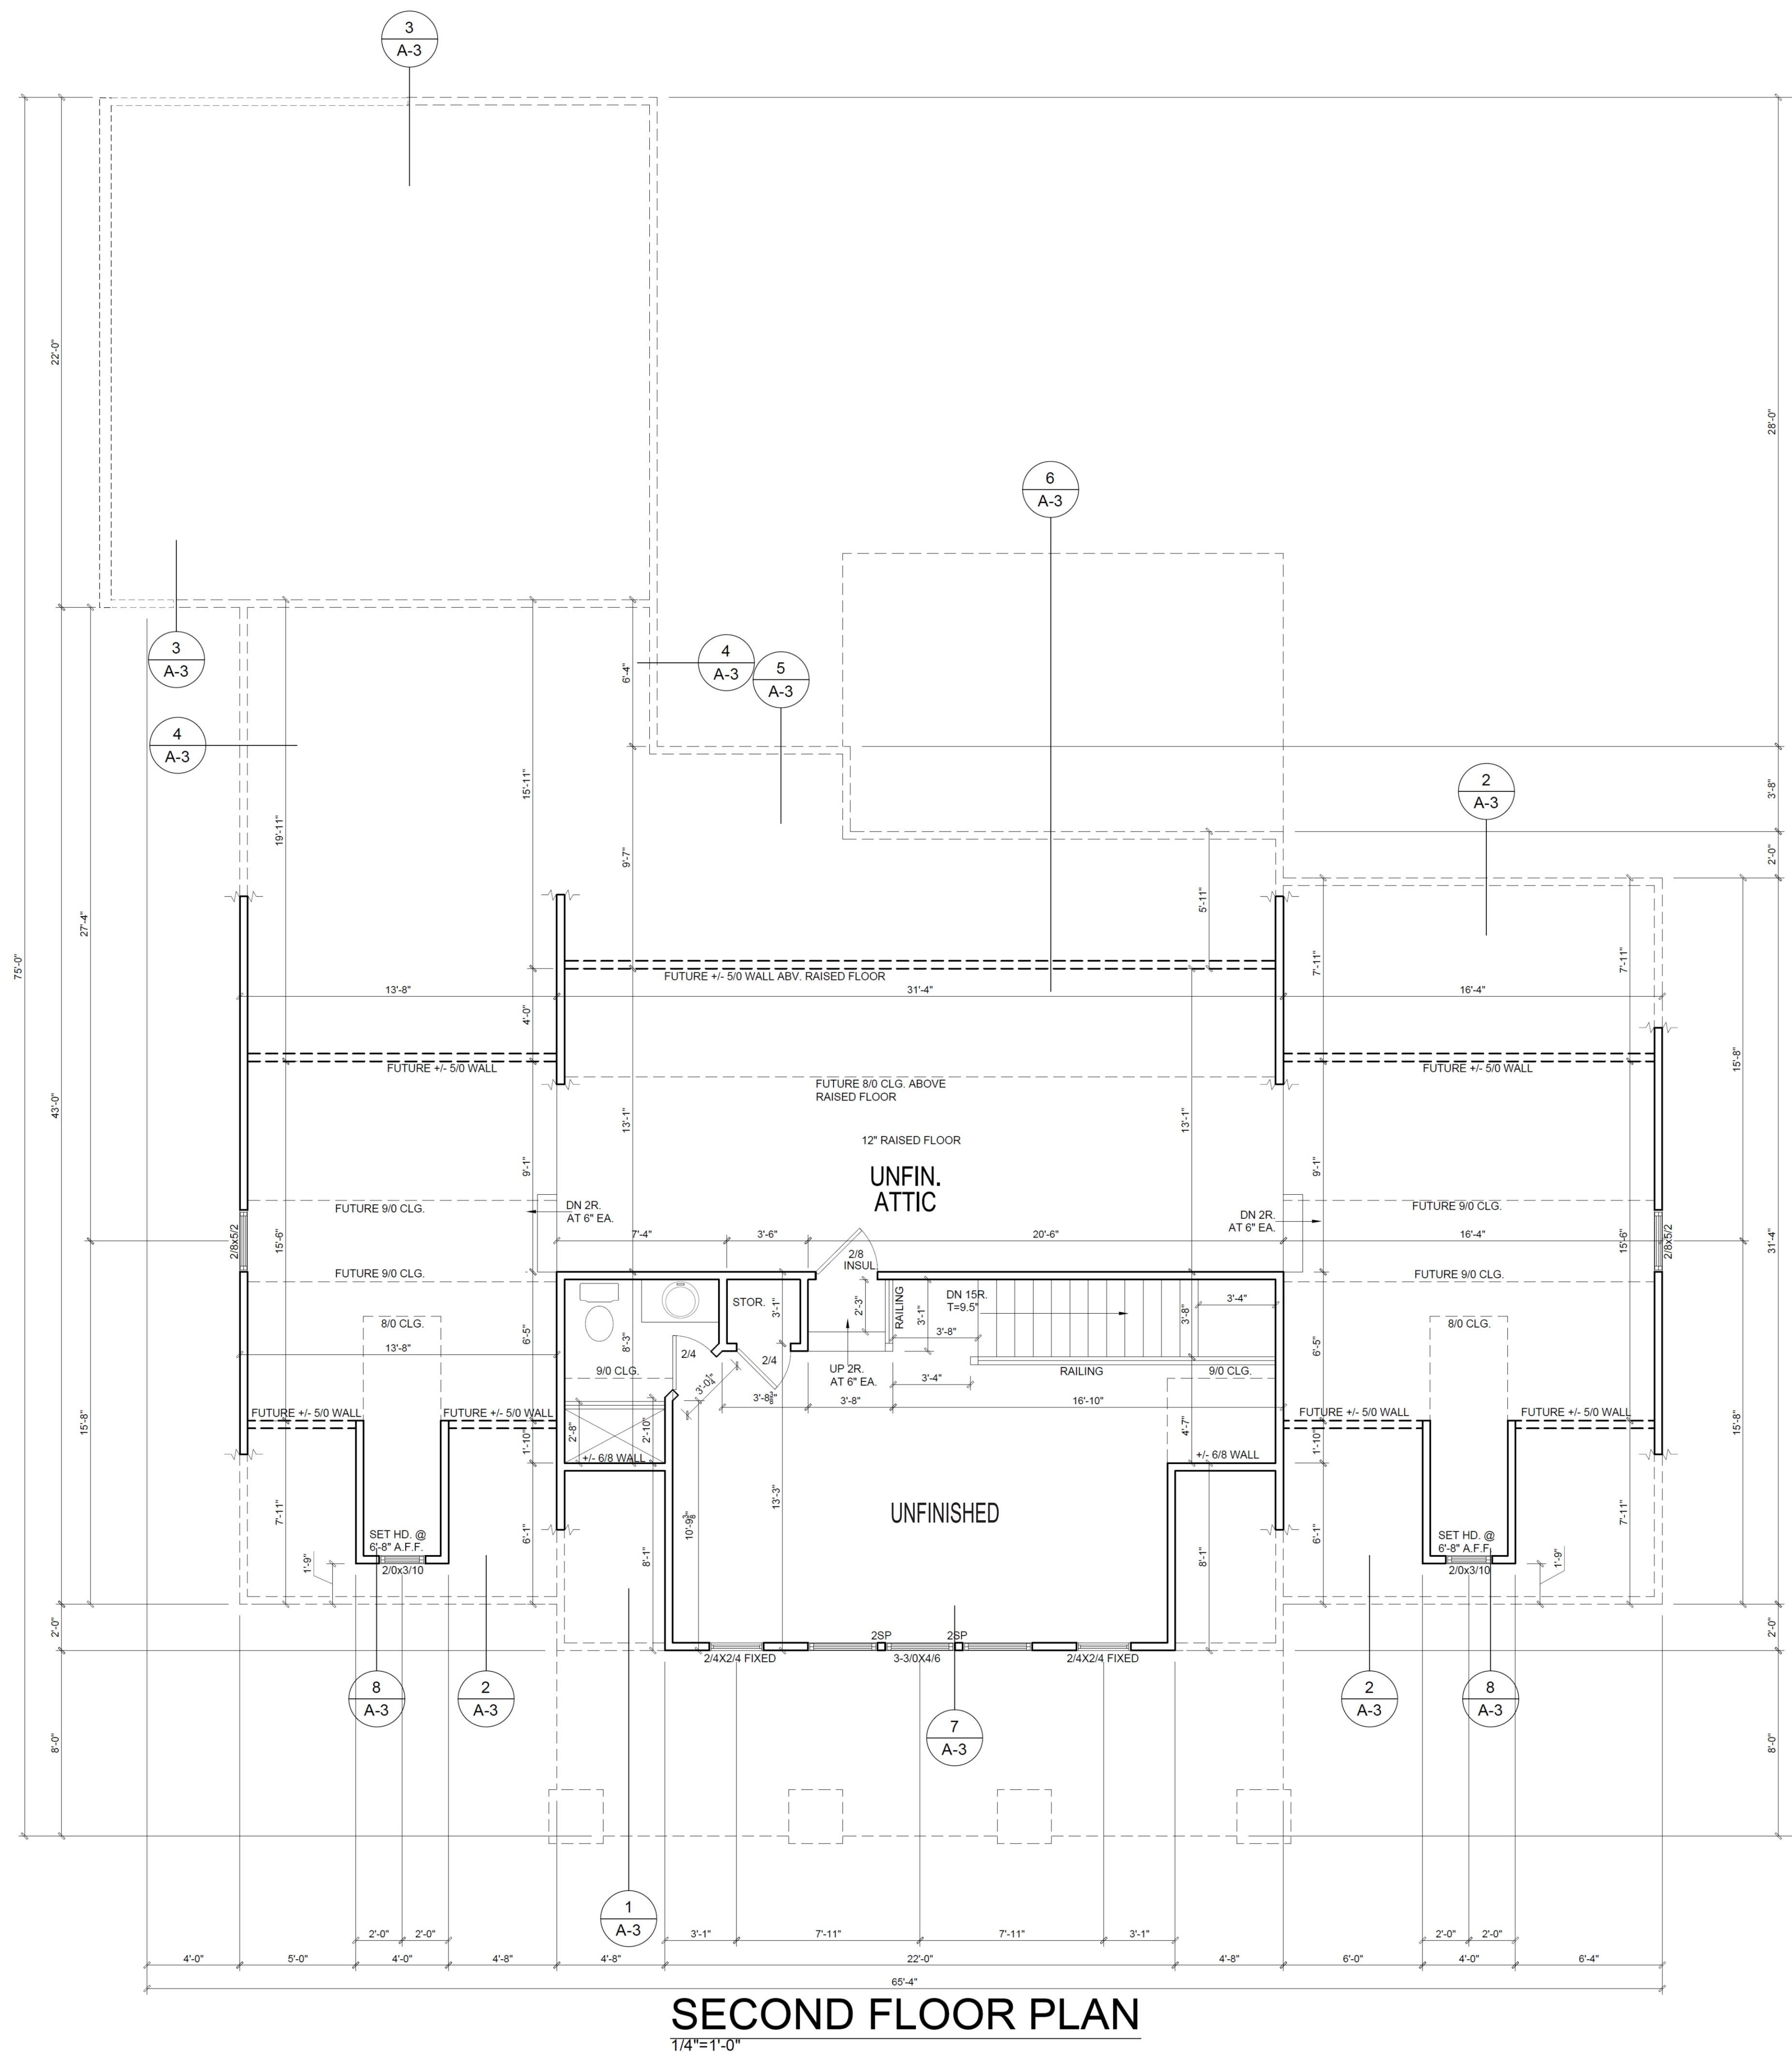 3
A-3
75'-0"
22'-0"
28'-0"
6
A-3
3
A-3
4
A-3
5
A-3
6'-4"
4
A-3
15'-11"
19'-11"
9'-7"
2
A-3
3'-8"
2'-0"
5'-11"
7'-11"
7'-11"
27'-4"
43'-0"
FUTURE +/- 5/0 WALL ABV. RAISED FLOOR
13'-8"
31'-4"
16'-4"
4'-0"
FUTURE +/- 5/0 WALL
FUTURE +/- 5/0 WALL
15'-8"
FUTURE 8/0 CLG. ABOVE
RAISED FLOOR
13'-1"
13'-1"
12" RAISED FLOOR
UNFIN.
ATTIC
9'-1"
9'-1"
FUTURE 9/0 CLG.
DN 2R.
AT 6" EA.
DN 2R.
AT 6" EA.
FUTURE 9/0 CLG.
2/8x5/2
15'-6"
7'-4"
3'-6"
20'-6"
16'-4"
15'-6"
2/8x5/2
31'-4"
2/8
INSUL
FUTURE 9/0 CLG.
FUTURE 9/0 CLG.
STOR.
3'-1"
2'-3"
RAILING
3'-1"
DN 15R.
T=9.5"
3'-8"
3'-8"
3'-4"
8/0 CLG.
8/0 CLG.
13'-8"
6'-5"
8'-3"
2/4
2/4
6'-5"
9/0 CLG.
3'-0 1/4"
UP 2R.
AT 6" EA.
RAILING
9/0 CLG.
3'-4"
3'-8 3/8"
3'-8"
16'-10"
FUTURE +/- 5/0 WALL
FUTURE +/- 5/0 WALL
FUTURE +/- 5/0 WALL
FUTURE +/- 5/0 WALL
15'-8"
1'-10"
2'-8"
2'-10"
4'-7"
1'-10"
15'-8"
+/- 6/8 WALL
+/- 6/8 WALL
7'-11"
13'-3"
UNFINISHED
7'-11"
10'-9 3/8"
SET HD. @
6'-8" A.F.F.
6'-1"
8'-1"
8'-1"
6'-1"
SET HD. @
6'-8" A.F.F.
1'-9"
2/0x3/10
2/0x3/10
1'-9"
2'-0"
2SP
2SP
2'-0"
2/4X2/4 FIXED
3-3/0X4/6
2/4X2/4 FIXED
8
A-3
2
A-3
7
A-3
2
A-3
8
A-3
8'-0"
8'-0"
1
A-3
2'-0"
2'-0"
3'-1"
7'-11"
7'-11"
3'-1"
2'-0"
2'-0"
4'-0"
5'-0"
4'-0"
4'-8"
4'-8"
22'-0"
4'-8"
6'-0"
4'-0"
6'-4"
65'-4"
SECOND FLOOR PLAN
1/4"=1'-0"